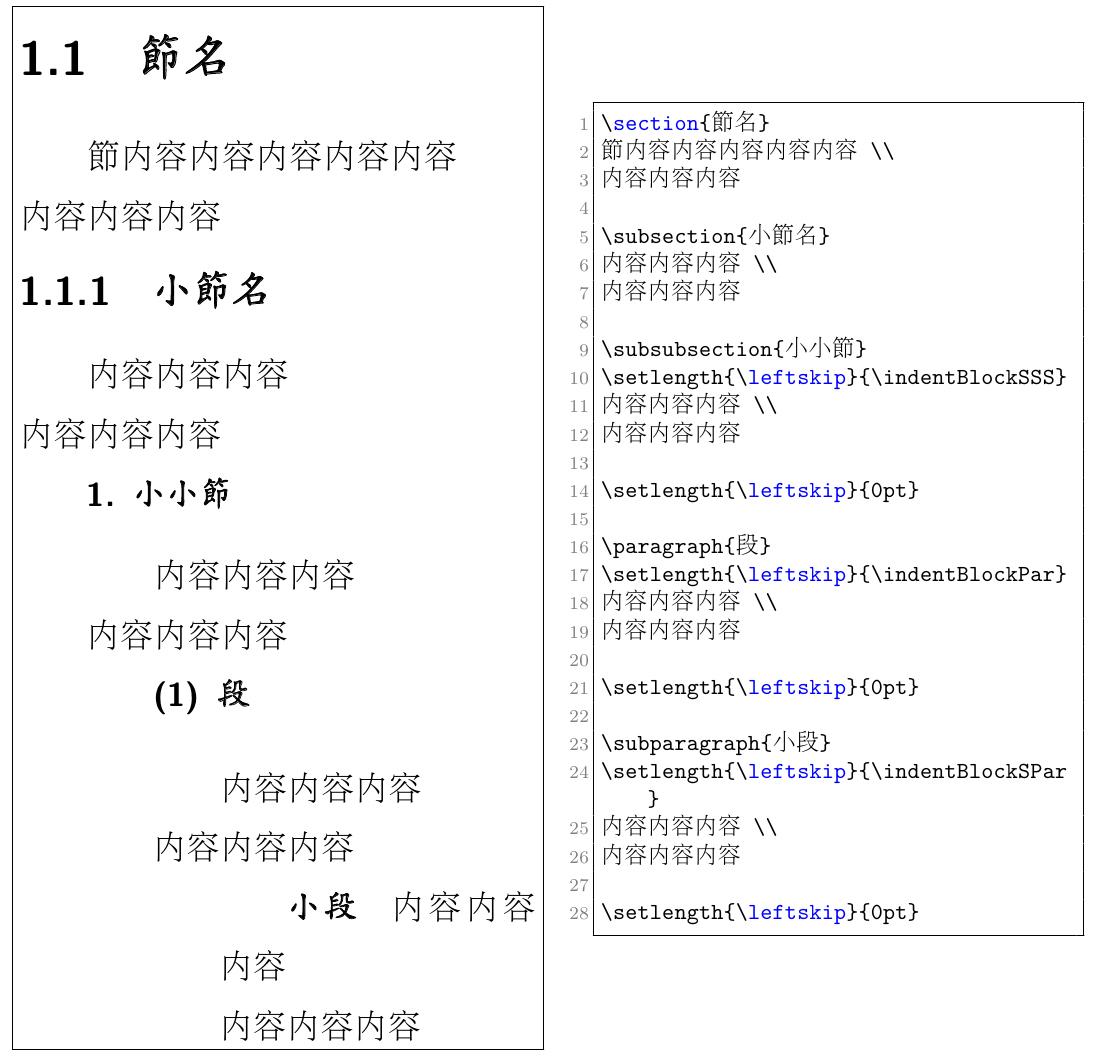 1.1 節名
節内容内容内容内容内容
内容内容内容
1.1.1 小節名
内容内容内容
内容内容内容
1. 小小節
内容内容内容
内容内容内容
(1) 段
内容内容内容
内容内容内容
小段 内容内容
内容
内容内容内容
1 \section{節名}
2 節内容内容内容内容内容 \\
3 内容内容内容
4
5 \subsection{小節名}
6 内容内容内容 \\
7 内容内容内容
8
9 \subsubsection{小小節}
10 \setlength{\leftskip}{\indentBlockSSS}
11 内容内容内容 \\
12 内容内容内容
13
14 \setlength{\leftskip}{0pt}
15
16 \paragraph{段}
17 \setlength{\leftskip}{\indentBlockPar}
18 内容内容内容 \\
19 内容内容内容
20
21 \setlength{\leftskip}{0pt}
22
23 \subparagraph{小段}
24 \setlength{\leftskip}{\indentBlockSPar
}
25 内容内容内容 \\
26 内容内容内容
27
28 \setlength{\leftskip}{0pt}